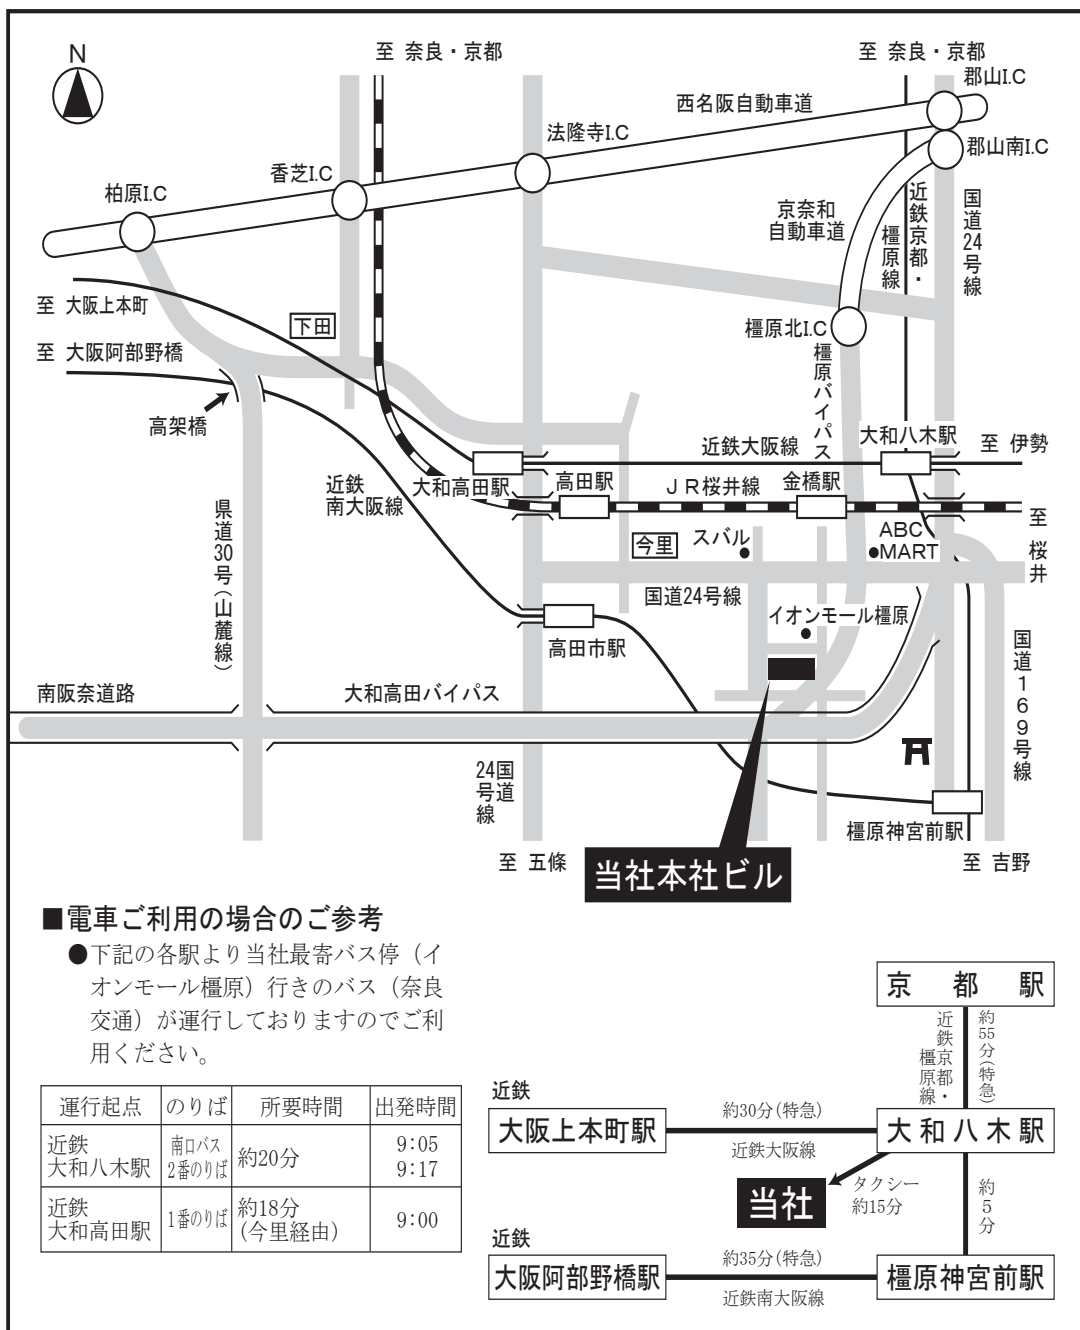 N
至 奈良・京都
至 奈良・京都
郡山I.C
西名阪自動車道
法隆寺I.C
郡山南I.C
香芝I.C
柏原I.C
京奈和
自動車道
近鉄京都・
橿原線
国道24号線
至 大阪上本町
下田
橿原北I.C
至 大阪阿部野橋
橿原バイパス
高架橋
大和八木駅
至 伊勢
近鉄大阪線
近鉄
南大阪線
大和高田駅
高田駅
JR桜井線
金橋駅
至 桜井
県道30号(山麓線)
今里
スバル
ABC
MART
国道24号線
イオンモール橿原
高田市駅
国道169号線
南阪奈道路
大和高田バイパス
国道
24号線
橿原神宮前駅
至 五條
至 吉野
当社本社ビル
■電車ご利用の場合のご参考
●下記の各駅より当社最寄バス停（イ
オンモール橿原）行きのバス（奈良
交通）が運行しておりますのでご利
用ください。
運行起点 のりば 所要時間 出発時間
近鉄
大和八木駅
南口バス
2番のりば
約20分
9:05
9:17
近鉄
大和高田駅
1番のりば
約18分
(今里経由)
9:00
京都駅
近鉄京都・
橿原線
約55分(特急)
近鉄
大阪上本町駅
約30分(特急)
近鉄大阪線
大和八木駅
当社
タクシー
約15分
約5分
近鉄
大阪阿部野橋駅
約35分(特急)
近鉄南大阪線
橿原神宮前駅